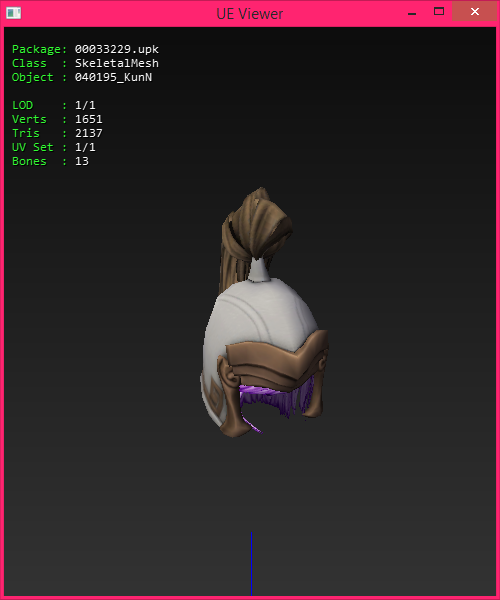 UE Viewer
Package: 00033229.upk
Class  : SkeletalMesh
Object : 040195_KunN
LOD    : 1/1
Verts  : 1651
Tris   : 2137
UV Set : 1/1
Bones  : 13